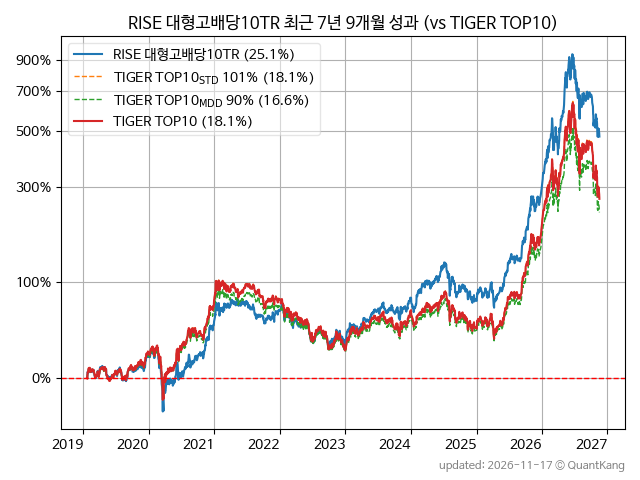 RISE 대형고배당10TR 최근 7년 9개월 성과 (vs TIGER TOP10)
RISE 대형고배당10TR (25.1%)
TIGER TOP10STD 101% (18.1%)
TIGER TOP10MDD 90% (16.6%)
TIGER TOP10 (18.1%)
900%
700%
500%
300%
100%
0%
2019 2020 2021 2022 2023 2024 2025 2026 2027
updated: 2026-11-17 © QuantKang